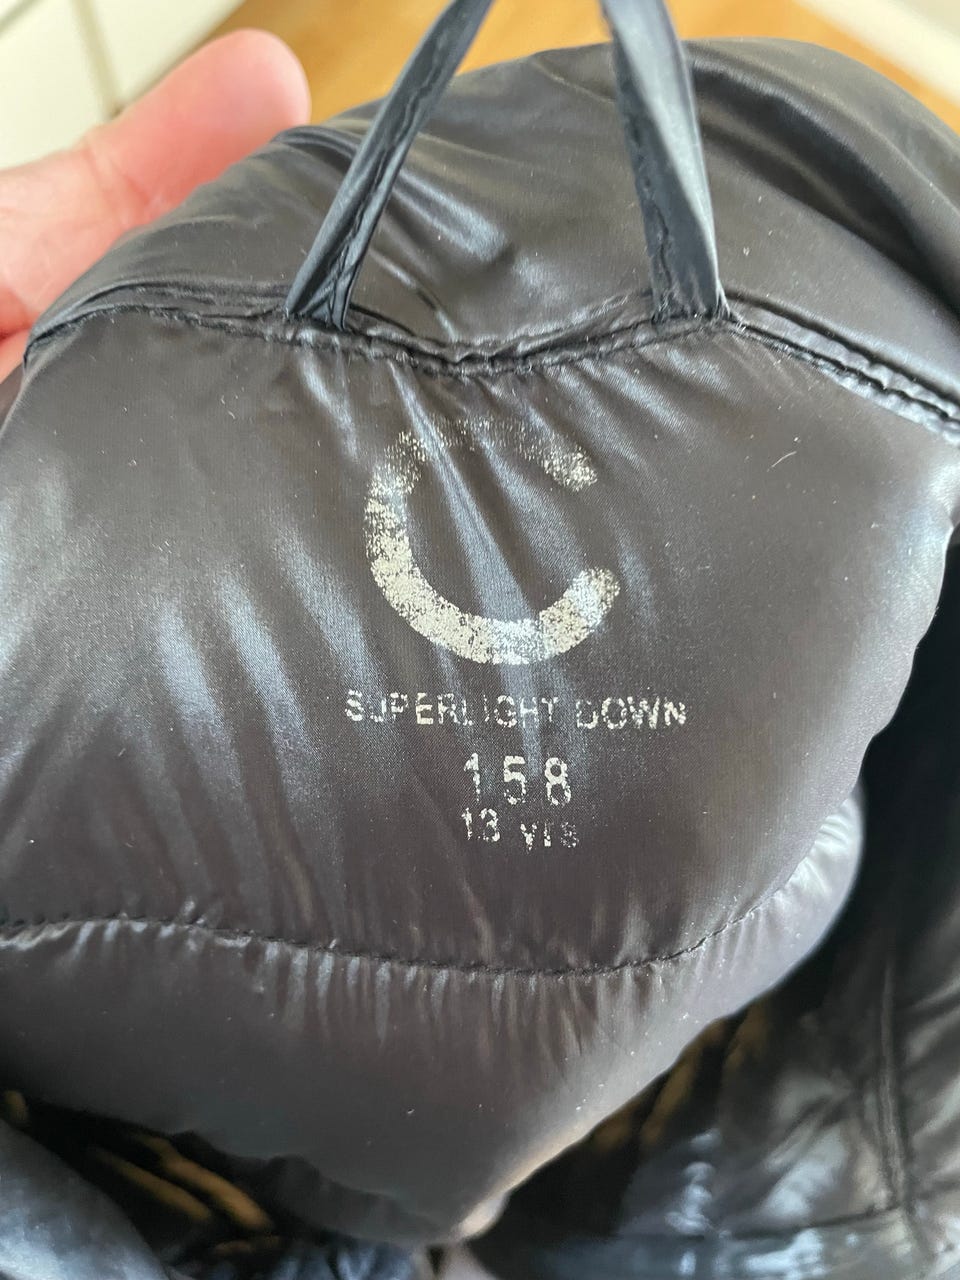 C
SUPERLIGHT DOWN
158
13 yrs